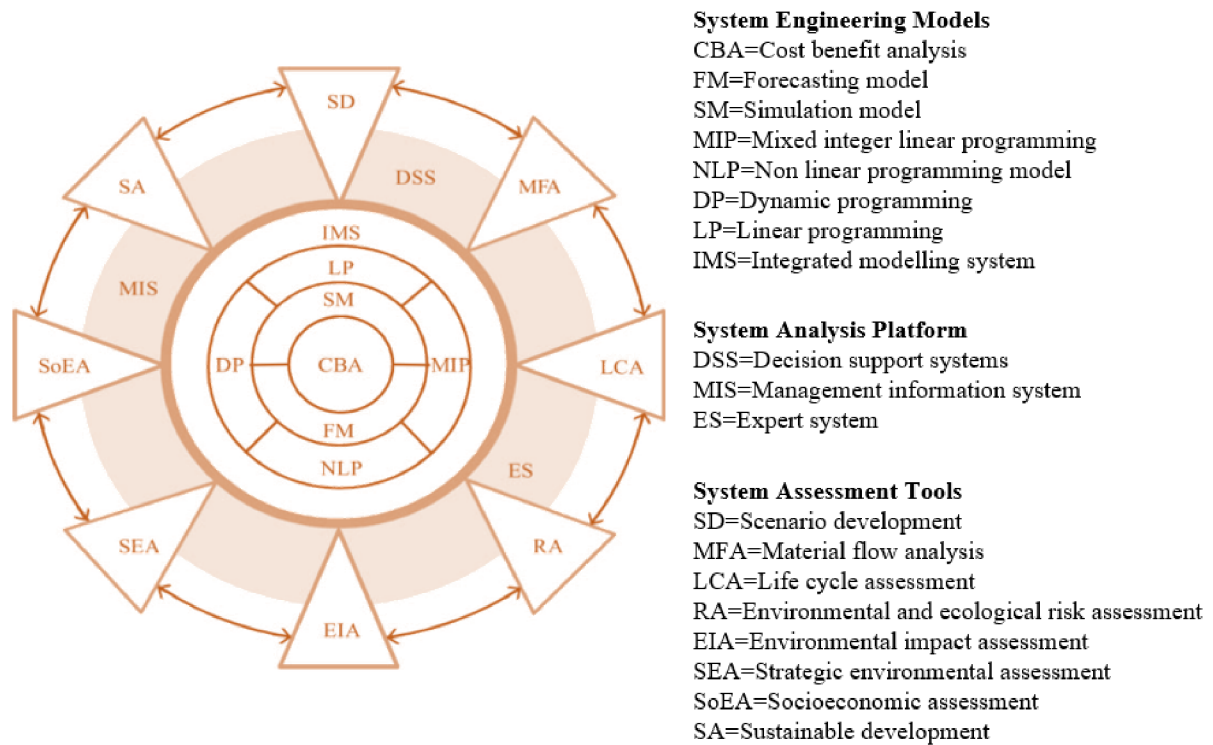 SD
SA
DSS
MFA
IMS
LP
MIS
SM
SoEA
DP
CBA
MIP
LCA
FM
NLP
ES
SEA
RA
EIA
System Engineering Models
CBA=Cost benefit analysis
FM=Forecasting model
SM=Simulation model
MIP=Mixed integer linear programming
NLP=Non linear programming model
DP=Dynamic programming
LP=Linear programming
IMS=Integrated modelling system
System Analysis Platform
DSS=Decision support systems
MIS=Management information system
ES=Expert system
System Assessment Tools
SD=Scenario development
MFA=Material flow analysis
LCA=Life cycle assessment
RA=Environmental and ecological risk assessment
EIA=Environmental impact assessment
SEA=Strategic environmental assessment
SoEA=Socioeconomic assessment
SA=Sustainable development